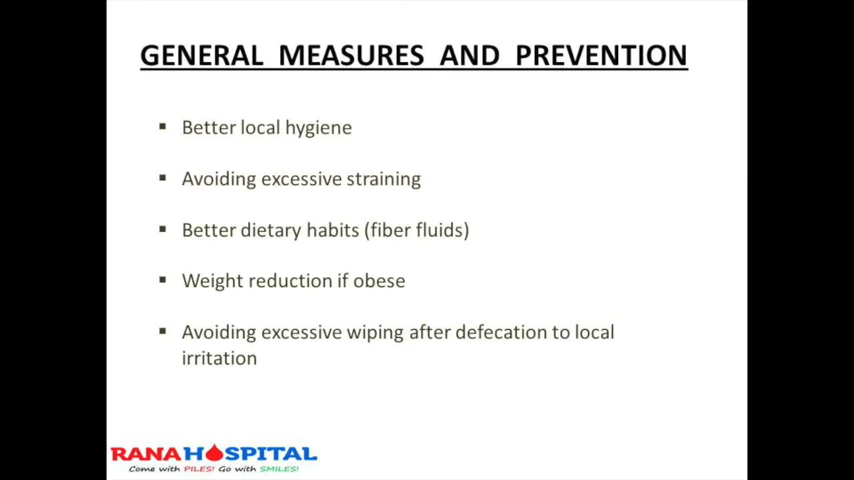 GENERAL MEASURES AND PREVENTION
▪ Better local hygiene
▪ Avoiding excessive straining
▪ Better dietary habits (fiber fluids)
▪ Weight reduction if obese
▪ Avoiding excessive wiping after defecation to local
irritation
RANA HOSPITAL
Come with PILES! Go with SMILES!